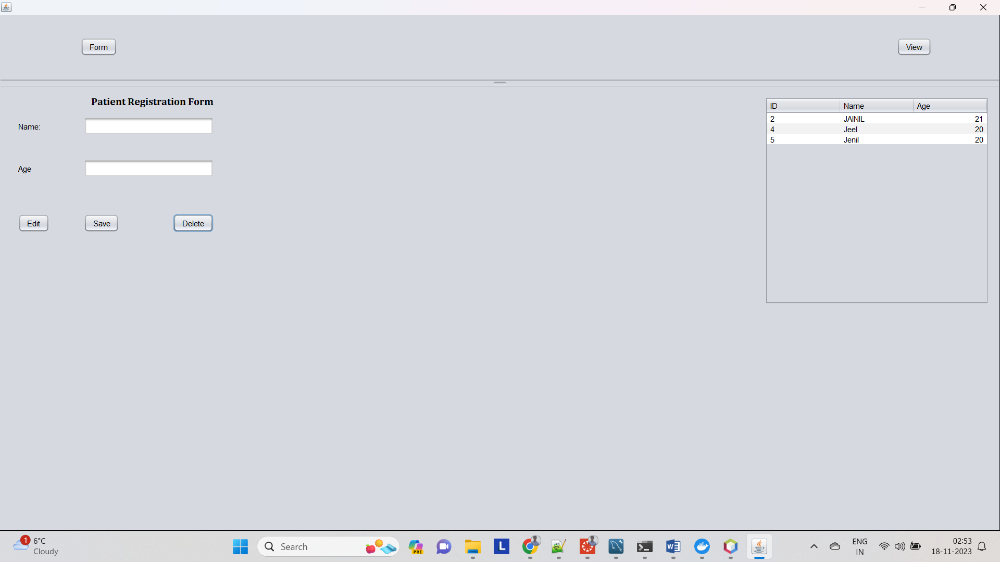 Form
View
Patient Registration Form
Name:
Age
Edit
Save
Delete
ID Name Age
2 JAINIL 21
4 Jeel 20
5 Jenil 20
1
6°C
Cloudy
Search
PRE
L
W
ENG
IN
02:53
18-11-2023